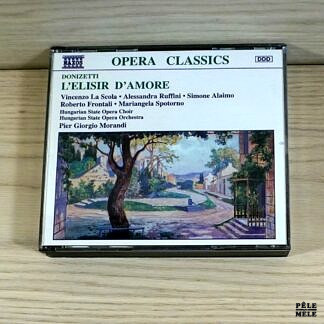 NAXOS
OPERA CLASSICS
DDD
DONIZETTI
L'ELISIR D'AMORE
Vincenzo La Scola • Alessandra Ruffini • Simone Alaimo
Roberto Frontali • Mariangela Spotorno
Hungarian State Opera Choir
Hungarian State Opera Orchestra
Pier Giorgio Morandi
PÊLE
MÊLE